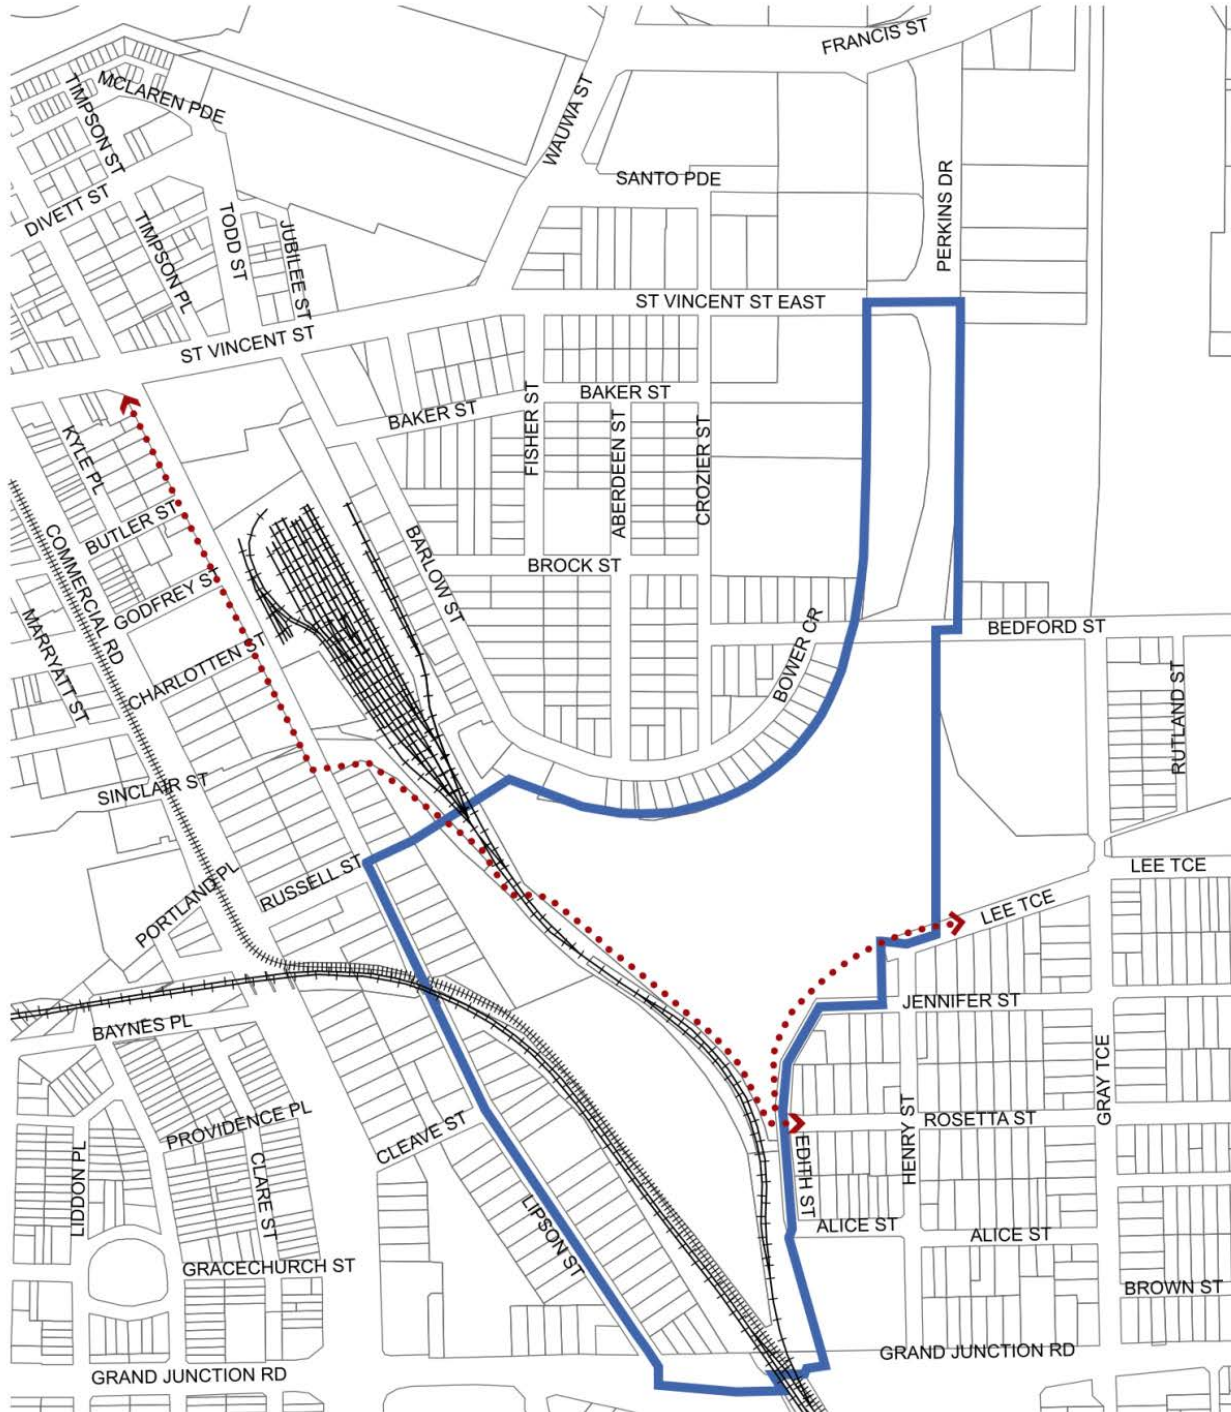 FRANCIS ST
MCLAREN PDE
TIMPSON ST
WAUWA ST
SANTO PDE
DIVETT ST
TIMPSON PL
TODD ST
JUBILEE ST
PERKINS DR
ST VINCENT ST EAST
ST VINCENT ST
BAKER ST
BAKER ST
FISHER ST
ABERDEEN ST
CROZIER ST
KYLE PL
BUTLER ST
COMMERCIAL RD
BARLOW ST
BROCK ST
GODFREY ST
MARRYATT ST
CHARLOTTEN ST
BOWER CR
BEDFORD ST
RUTLAND ST
SINCLAIR ST
RUSSELL ST
PORTLAND PL
LEE TCE
LEE TCE
JENNIFER ST
BAYNES PL
GRAY TCE
PROVIDENCE PL
CLEAVE ST
ROSETTA ST
HENRY ST
EDITH ST
LIDDON PL
CLARE ST
LIPSON ST
ALICE ST
ALICE ST
GRACECHURCH ST
BROWN ST
GRAND JUNCTION RD
GRAND JUNCTION RD